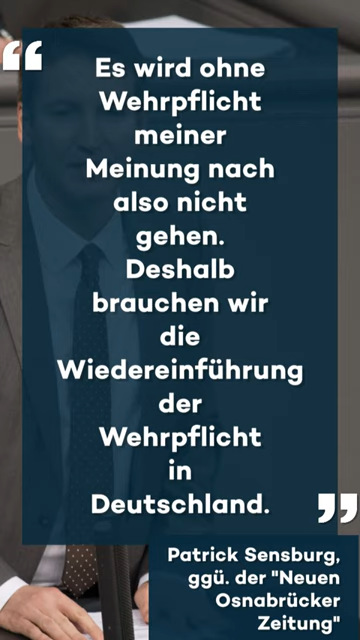 “
Es wird ohne
Wehrpflicht
meiner
Meinung nach
also nicht
gehen.
Deshalb
brauchen wir
die
Wiedereinführung
der
Wehrpflicht
in
Deutschland.
”
Patrick Sensburg,
ggü. der "Neuen
Osnabrücker
Zeitung"